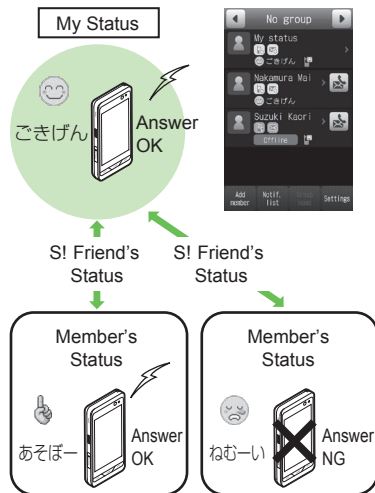 My Status
ごきげん
Answer
OK
No group
My status
ごきげん
Nakamura Mai
ごきげん
Suzuki Kaori
Offline
Add
member
Notif.
list
Settings
S! Friend's
Status
S! Friend's
Status
Member's
Status
あそぼー
Answer
OK
Member's
Status
ねむーい
Answer
NG